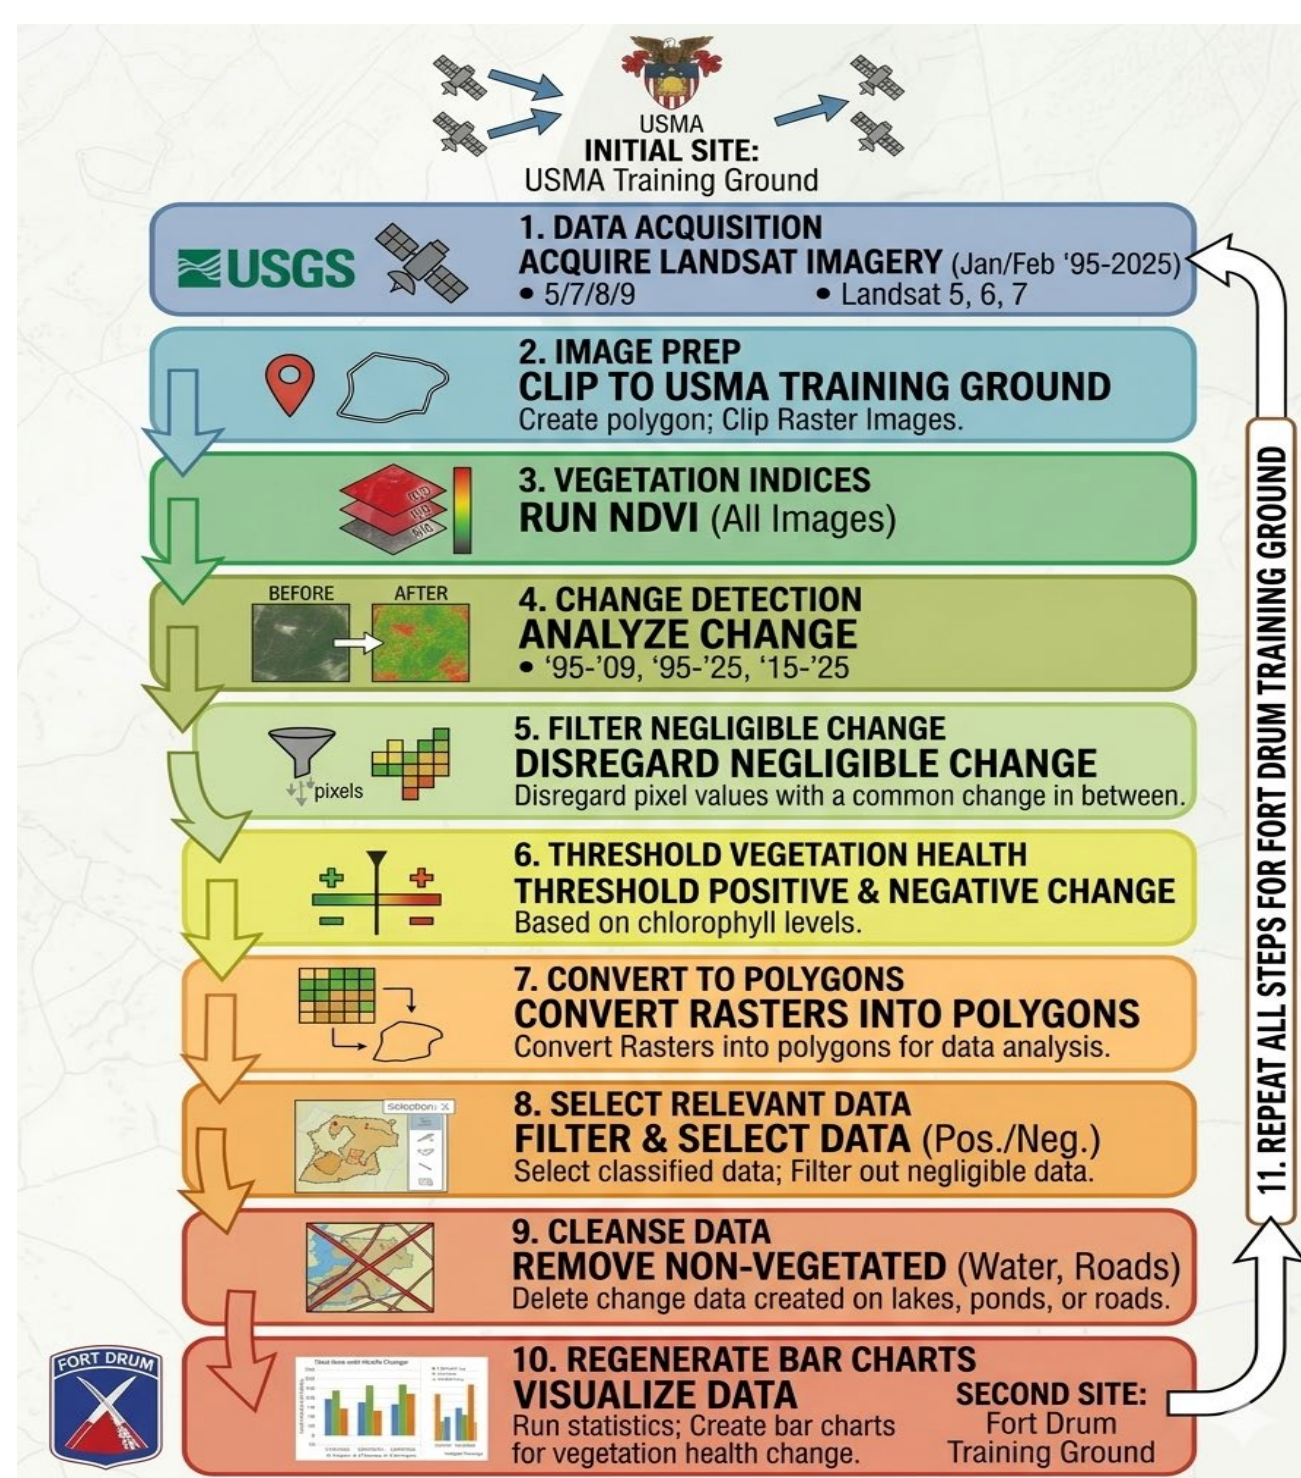 USMA
INITIAL SITE:
USMA Training Ground
USGS
1. DATA ACQUISITION
ACQUIRE LANDSAT IMAGERY (Jan/Feb '95-2025)
• 5/7/8/9 • Landsat 5, 6, 7
2. IMAGE PREP
CLIP TO USMA TRAINING GROUND
Create polygon; Clip Raster Images.
3. VEGETATION INDICES
RUN NDVI (All Images)
BEFORE AFTER
4. CHANGE DETECTION
ANALYZE CHANGE
• '95-'09, '95-'25, '15-'25
pixels
5. FILTER NEGLIGIBLE CHANGE
DISREGARD NEGLIGIBLE CHANGE
Disregard pixel values with a common change in between.
6. THRESHOLD VEGETATION HEALTH
THRESHOLD POSITIVE & NEGATIVE CHANGE
Based on chlorophyll levels.
7. CONVERT TO POLYGONS
CONVERT RASTERS INTO POLYGONS
Convert Rasters into polygons for data analysis.
8. SELECT RELEVANT DATA
FILTER & SELECT DATA (Pos./Neg.)
Select classified data; Filter out negligible data.
9. CLEANSE DATA
REMOVE NON-VEGETATED (Water, Roads)
Delete change data created on lakes, ponds, or roads.
FORT DRUM
10. REGENERATE BAR CHARTS
VISUALIZE DATA
Run statistics; Create bar charts
for vegetation health change.
SECOND SITE:
Fort Drum
Training Ground
11. REPEAT ALL STEPS FOR FORT DRUM TRAINING GROUND